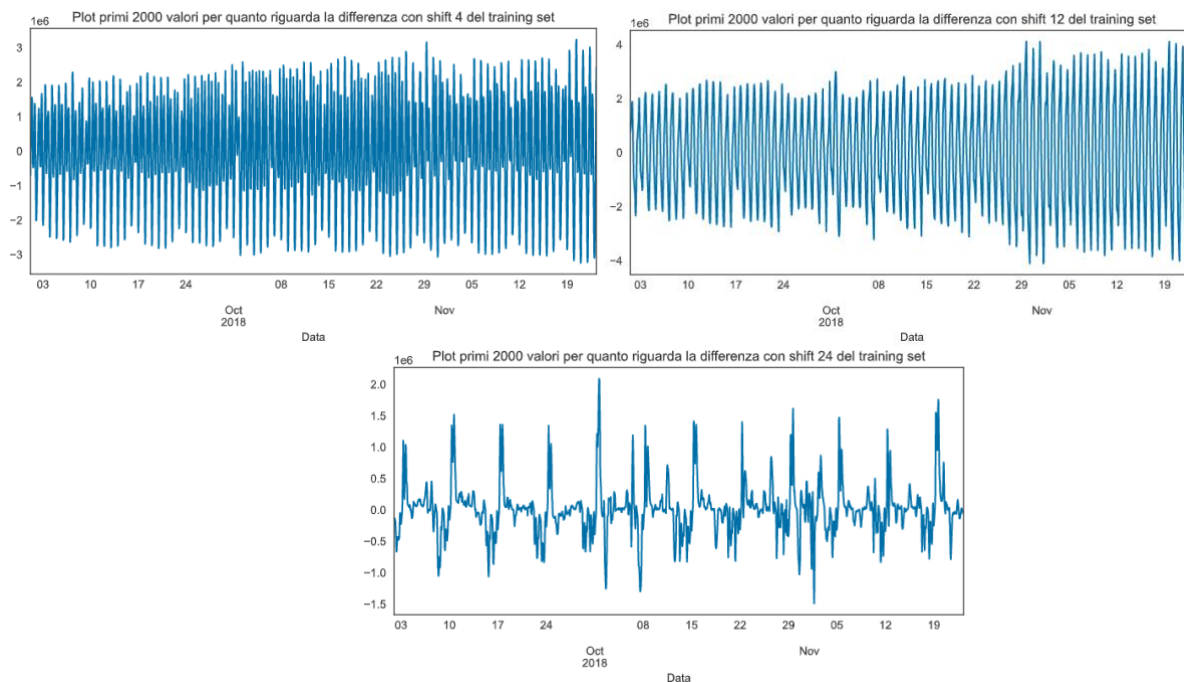 Plot primi 2000 valori per quanto riguarda la differenza con shift 4 del training set
1e6
3
2
1
0
−1
−2
−3
03 10 17 24 08 15 22 29 05 12 19
Oct Nov
2018
Data
Plot primi 2000 valori per quanto riguarda la differenza con shift 12 del training set
1e6
4
2
0
−2
−4
03 10 17 24 08 15 22 29 05 12 19
Oct Nov
2018
Data
Plot primi 2000 valori per quanto riguarda la differenza con shift 24 del training set
1e6
2.0
1.5
1.0
0.5
0.0
−0.5
−1.0
−1.5
03 10 17 24 08 15 22 29 05 12 19
Oct Nov
2018
Data